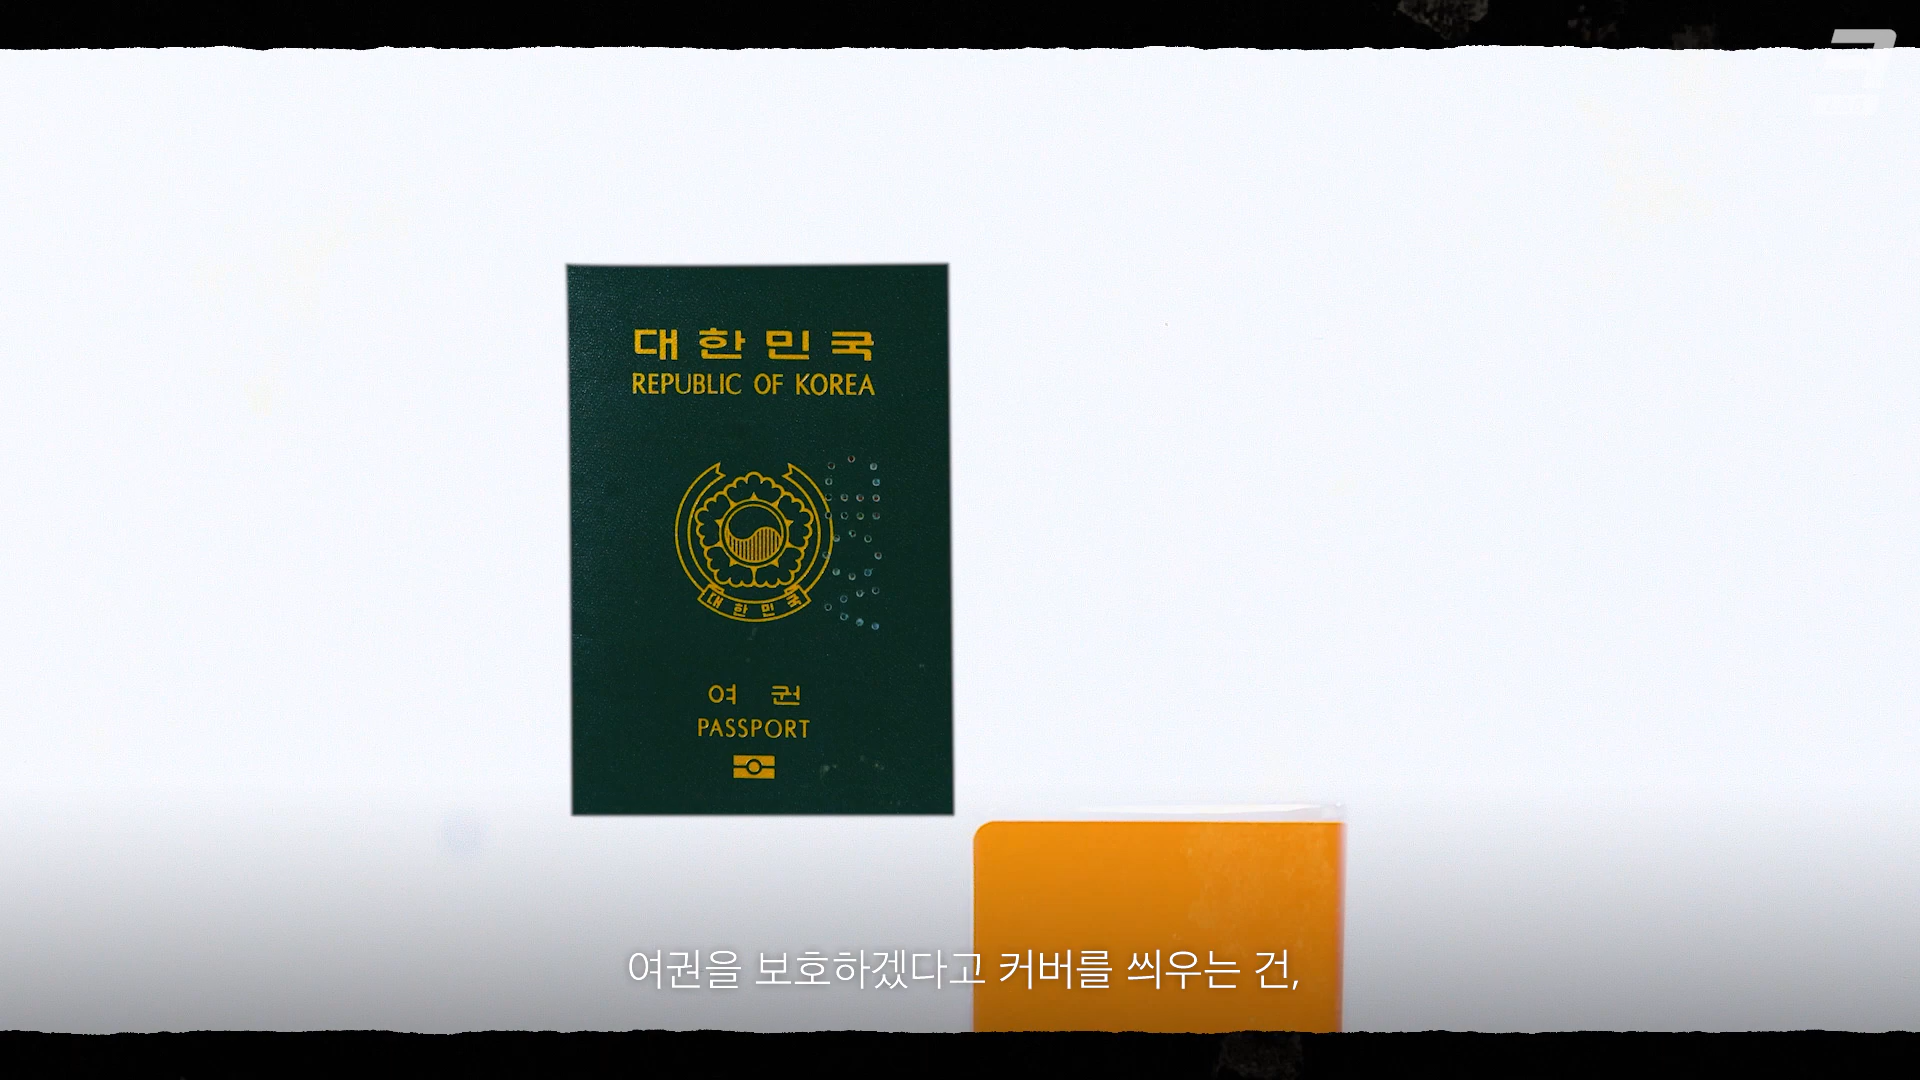 대한민국
REPUBLIC OF KOREA
대한민국
여권
PASSPORT
여권을 보호하겠다고 커버를 씌우는 건,